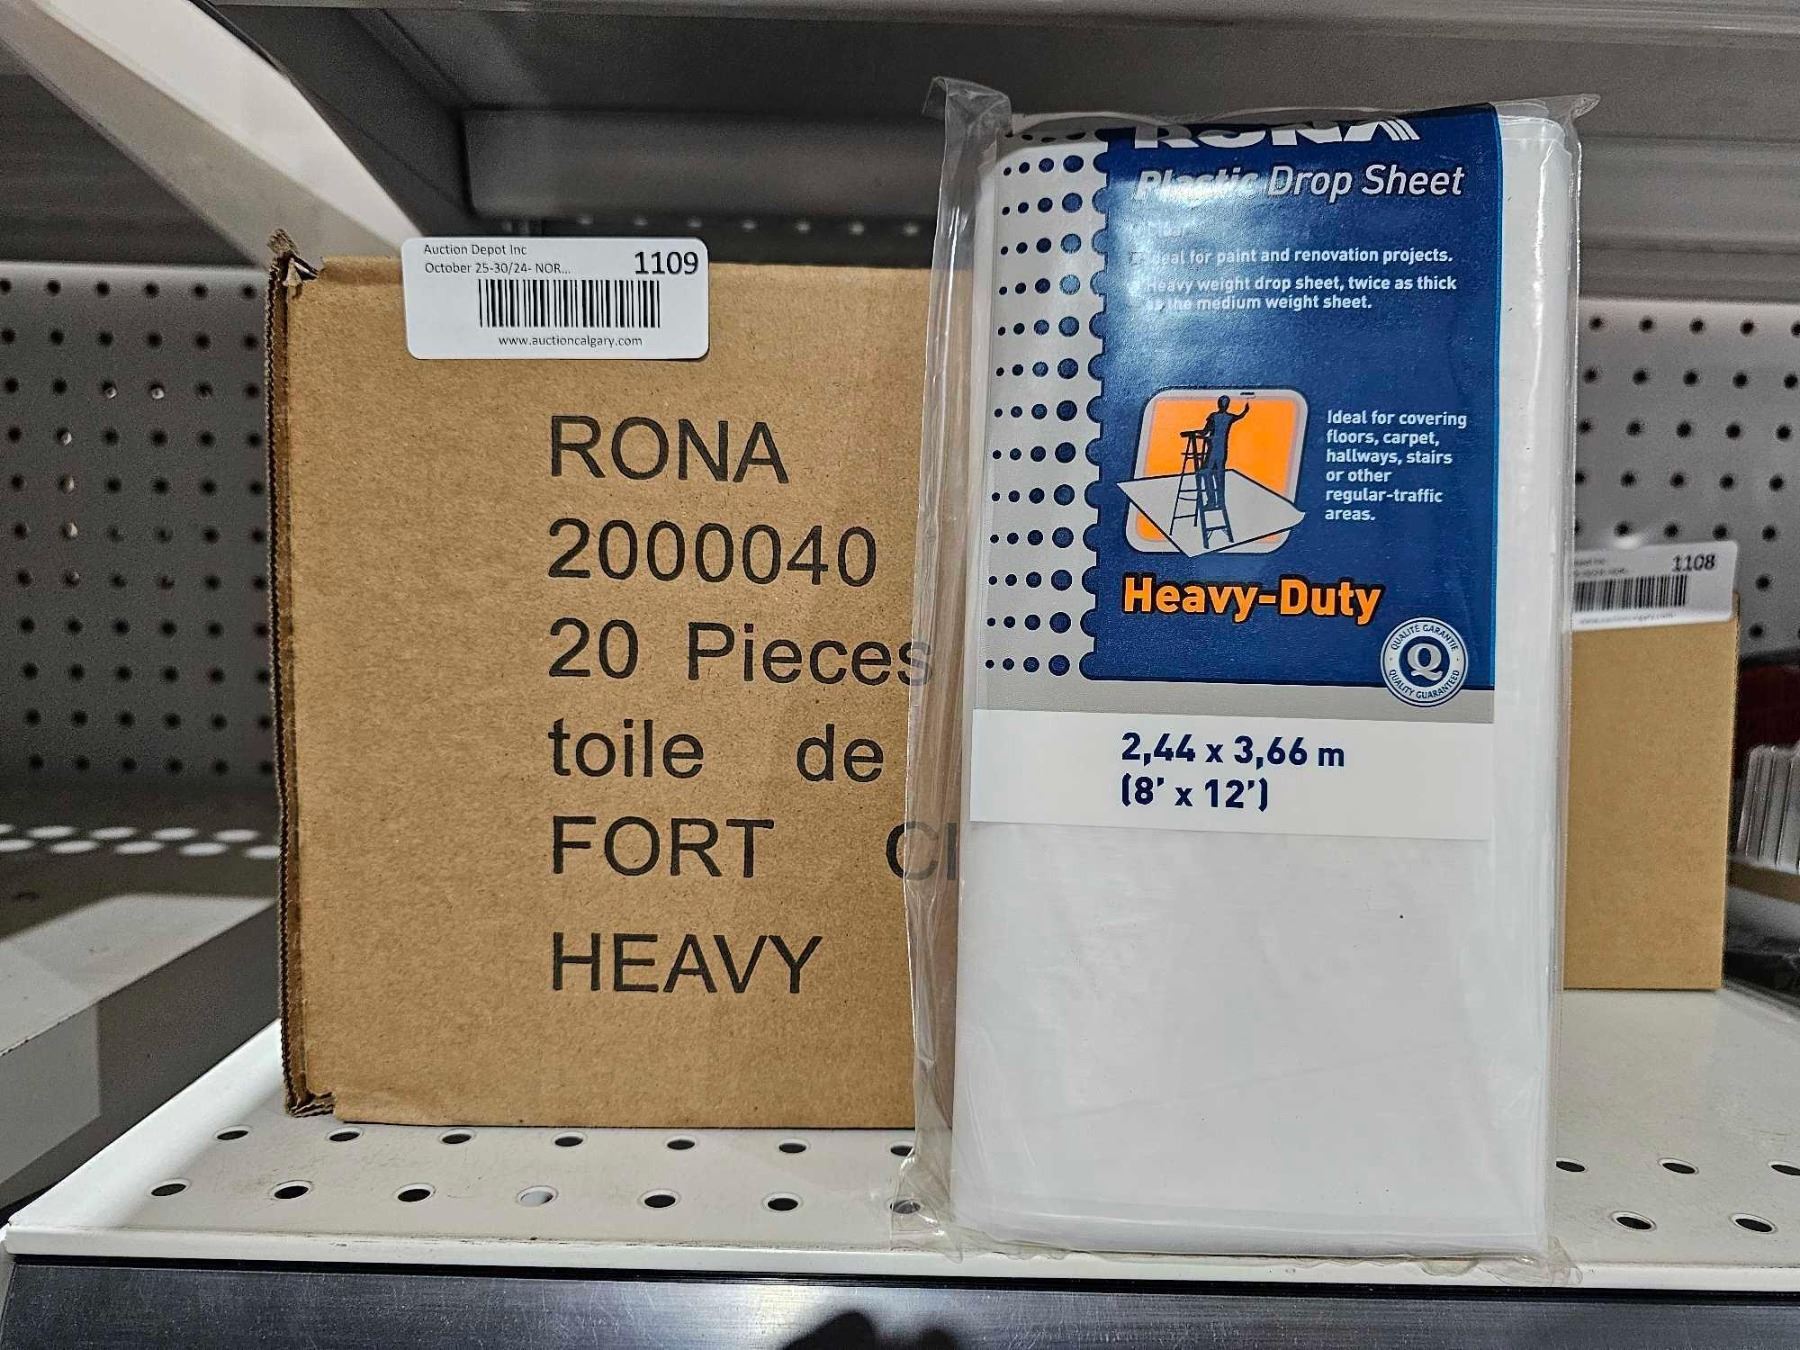 Auction Depot Inc
October 25-30/24- NOR...
1109
www.auctioncalgary.com
RONA
2000040
20 Pieces
toile de
FORT
HEAVY
RONA
Plastic Drop Sheet
Clear
Ideal for paint and renovation projects.
Heavy weight drop sheet, twice as thick
as the medium weight sheet.
Ideal for covering
floors, carpet,
hallways, stairs
or other
regular-traffic
areas.
Heavy-Duty
QUALITÉ GARANTIE
Q
QUALITY GUARANTEED
2,44 x 3,66 m
(8' x 12')
1108